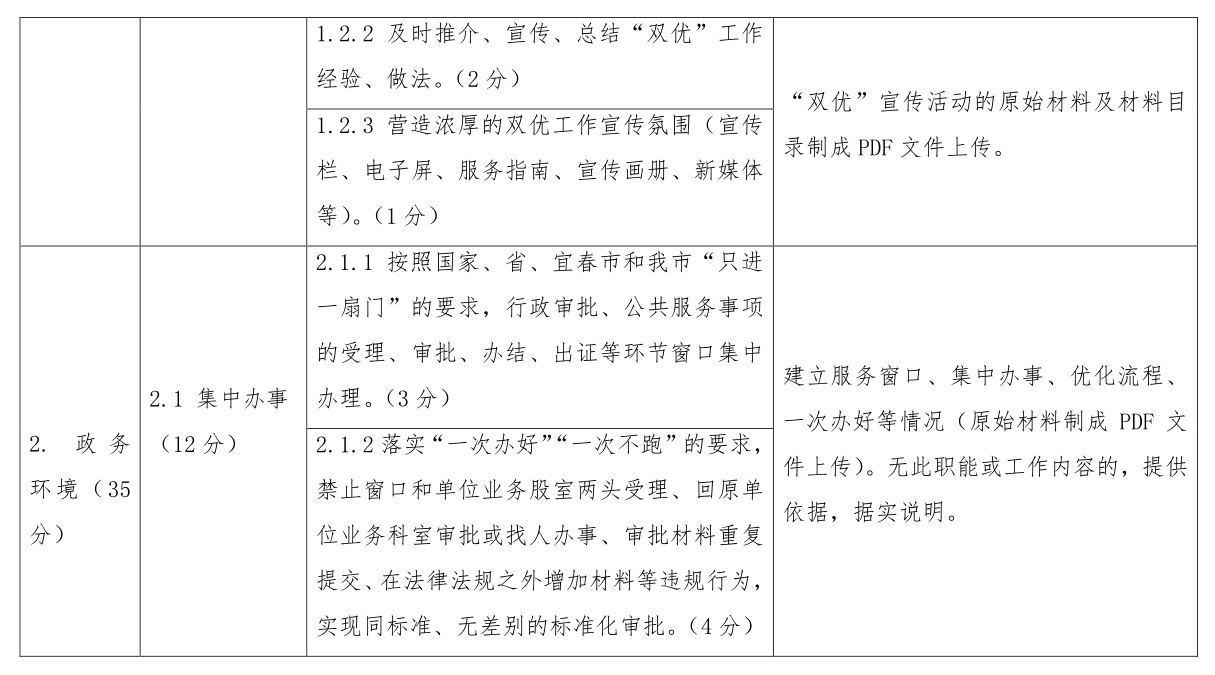 1.2.2 及时推介、宣传、总结“双优”工作
经验、做法。（2 分）
1.2.3 营造浓厚的双优工作宣传氛围（宣传
栏、电子屏、服务指南、宣传画册、新媒体
等）。（1 分）
“双优”宣传活动的原始材料及材料目
录制成 PDF 文件上传。
2. 政务
环境（35
分）
2.1 集中办事
（12 分）
2.1.1 按照国家、省、宜春市和我市“只进
一扇门”的要求，行政审批、公共服务事项
的受理、审批、办结、出证等环节窗口集中
办理。（3 分）
2.1.2 落实“一次办好”“一次不跑”的要求，
禁止窗口和单位业务股室两头受理、回原单
位业务科室审批或找人办事、审批材料重复
提交、在法律法规之外增加材料等违规行为，
实现同标准、无差别的标准化审批。（4 分）
建立服务窗口、集中办事、优化流程、
一次办好等情况（原始材料制成 PDF 文
件上传）。无此职能或工作内容的，提供
依据，据实说明。